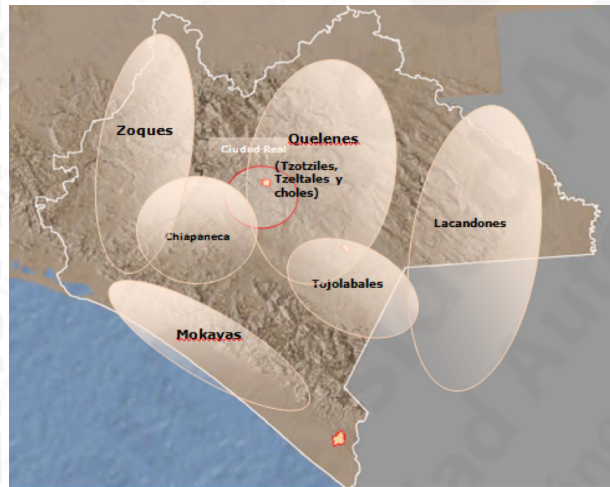 Zoques
Quelenes
Ciudad Real
(Tzotziles,
Tzeltales y
choles)
Lacandones
Chiapaneca
Tojolabales
Mokayas